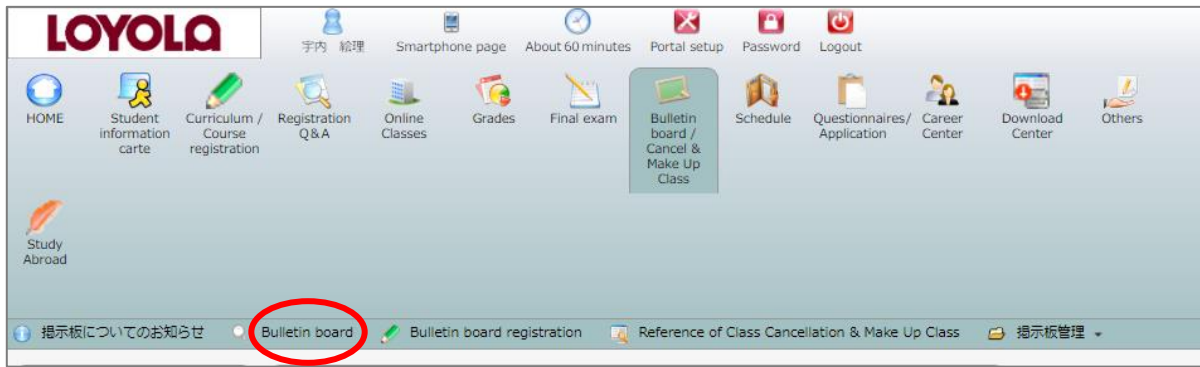 LOYOLA
宇内 絵理 Smartphone page About 60 minutes Portal setup Password Logout
HOME
Student
information
carte
Curriculum /
Course
registration
Registration
Q&A
Online
Classes
Grades
Final exam
Bulletin
board /
Cancel &
Make Up
Class
Schedule
Questionnaires/
Application
Career
Center
Download
Center
Others
Study
Abroad
掲示板についてのお知らせ Bulletin board Bulletin board registration Reference of Class Cancellation & Make Up Class 掲示板管理